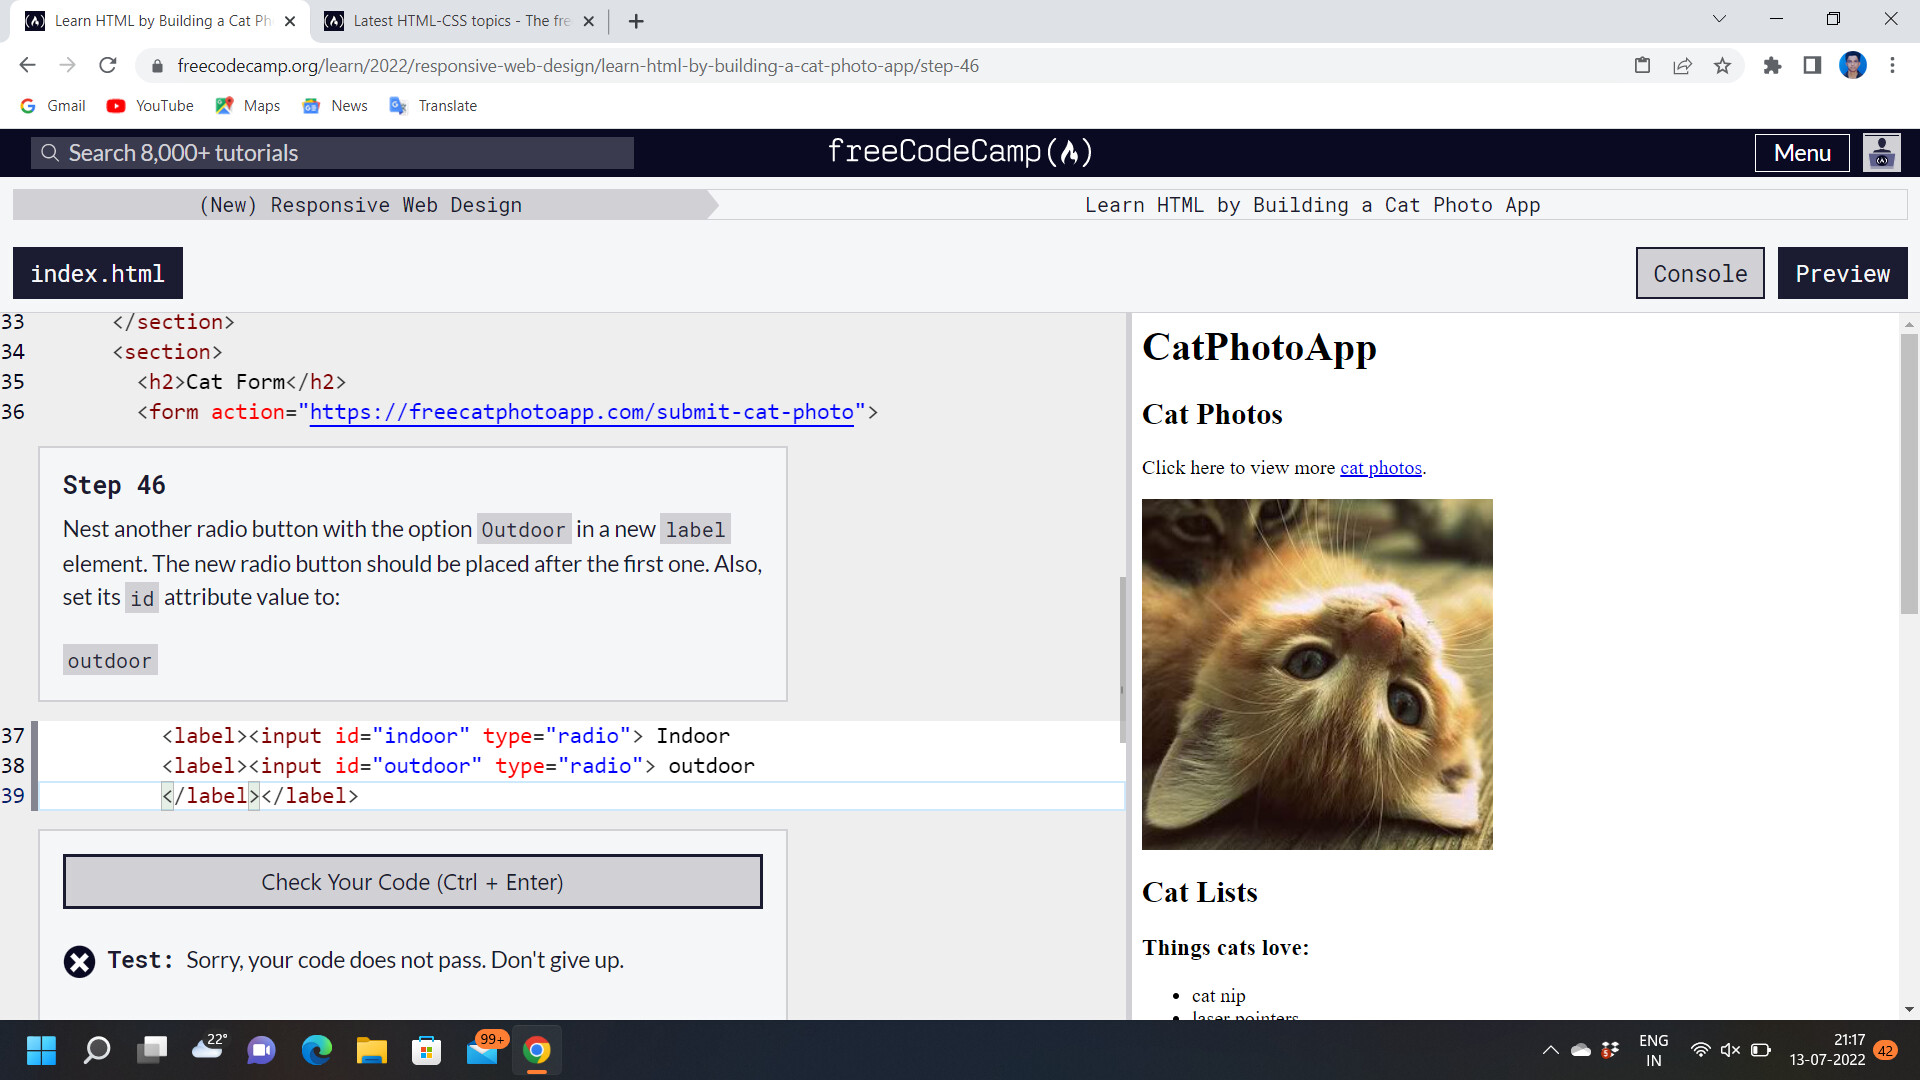 Learn HTML by Building a Cat Ph
Latest HTML-CSS topics - The fre
freecodecamp.org/learn/2022/responsive-web-design/learn-html-by-building-a-cat-photo-app/step-46
Gmail YouTube Maps News Translate
Search 8,000+ tutorials
freeCodeCamp
Menu
(New) Responsive Web Design
Learn HTML by Building a Cat Photo App
index.html
Console
Preview
33 </section>
34 <section>
35 <h2>Cat Form</h2>
36 <form action="https://freecatphotoapp.com/submit-cat-photo">
Step 46
Nest another radio button with the option Outdoor in a new label
element. The new radio button should be placed after the first one. Also,
set its id attribute value to:
outdoor
37 <label><input id="indoor" type="radio"> Indoor
38 <label><input id="outdoor" type="radio"> outdoor
39 </label></label>
Check Your Code (Ctrl + Enter)
Test: Sorry, your code does not pass. Don't give up.
CatPhotoApp
Cat Photos
Click here to view more cat photos.
Cat Lists
Things cats love:
cat nip
laser pointers
22°
99+
ENG
IN
21:17
13-07-2022
42